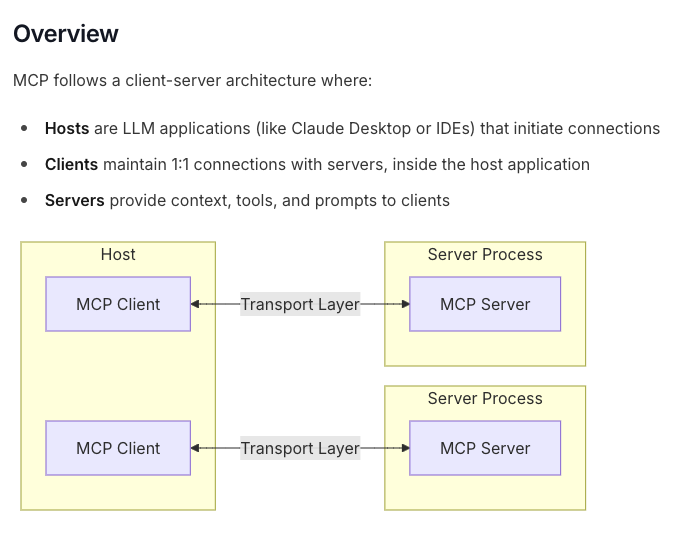 Overview
MCP follows a client-server architecture where:
• Hosts are LLM applications (like Claude Desktop or IDEs) that initiate connections
• Clients maintain 1:1 connections with servers, inside the host application
• Servers provide context, tools, and prompts to clients
Host
Server Process
MCP Client
Transport Layer
MCP Server
Server Process
MCP Client
Transport Layer
MCP Server